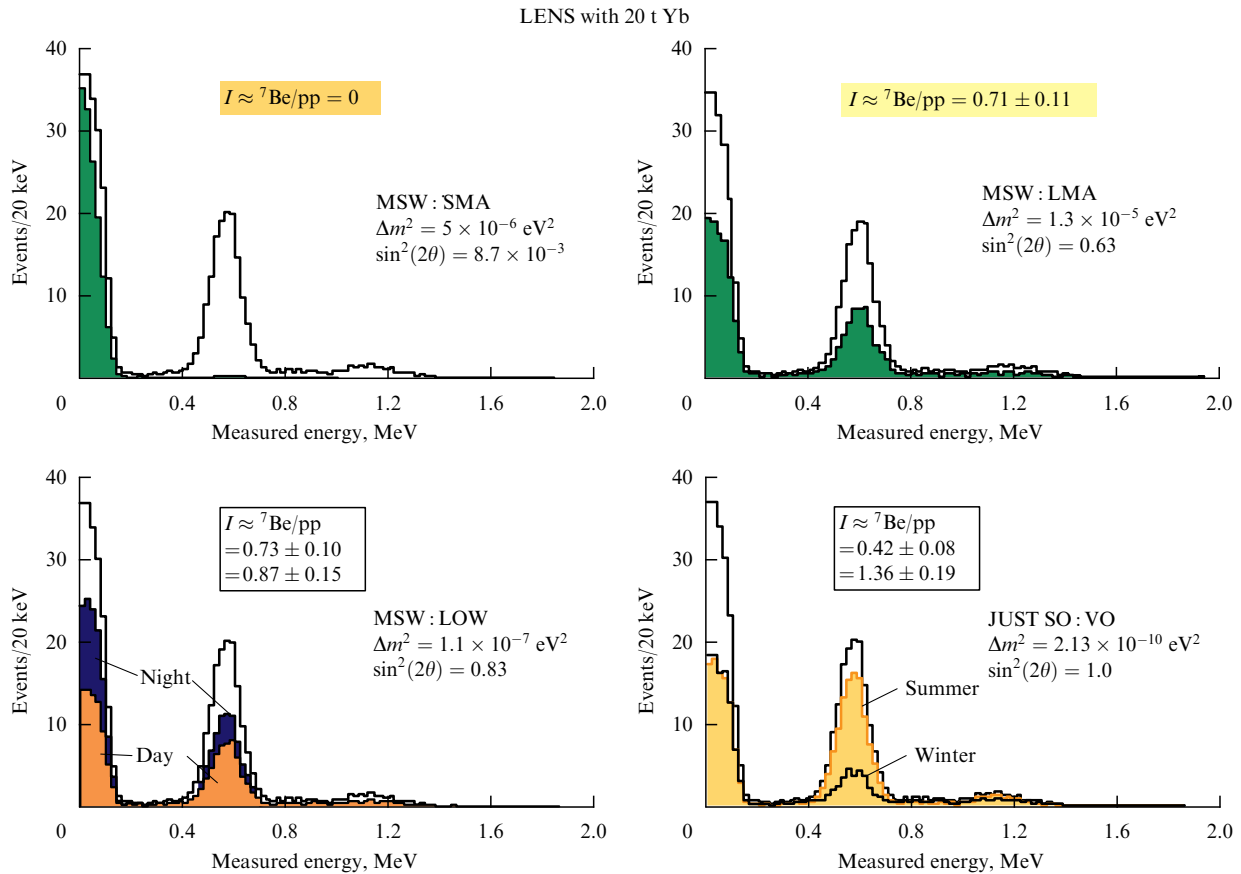 LENS with 20 t Yb
40
30
20
10
Events/20 keV
I ≈ ⁷Be/pp = 0
MSW : SMA
Δm² = 5 × 10⁻⁶ eV²
sin²(2θ) = 8.7 × 10⁻³
0 0.4 0.8 1.2 1.6 2.0
Measured energy, MeV
40
30
20
10
Events/20 keV
I ≈ ⁷Be/pp = 0.71 ± 0.11
MSW : LMA
Δm² = 1.3 × 10⁻⁵ eV²
sin²(2θ) = 0.63
0 0.4 0.8 1.2 1.6 2.0
Measured energy, MeV
40
30
20
10
Events/20 keV
I ≈ ⁷Be/pp
= 0.73 ± 0.10
= 0.87 ± 0.15
MSW : LOW
Δm² = 1.1 × 10⁻⁷ eV²
sin²(2θ) = 0.83
Night
Day
0 0.4 0.8 1.2 1.6 2.0
Measured energy, MeV
40
30
20
10
Events/20 keV
I ≈ ⁷Be/pp
= 0.42 ± 0.08
= 1.36 ± 0.19
JUST SO : VO
Δm² = 2.13 × 10⁻¹⁰ eV²
sin²(2θ) = 1.0
Summer
Winter
0 0.4 0.8 1.2 1.6 2.0
Measured energy, MeV